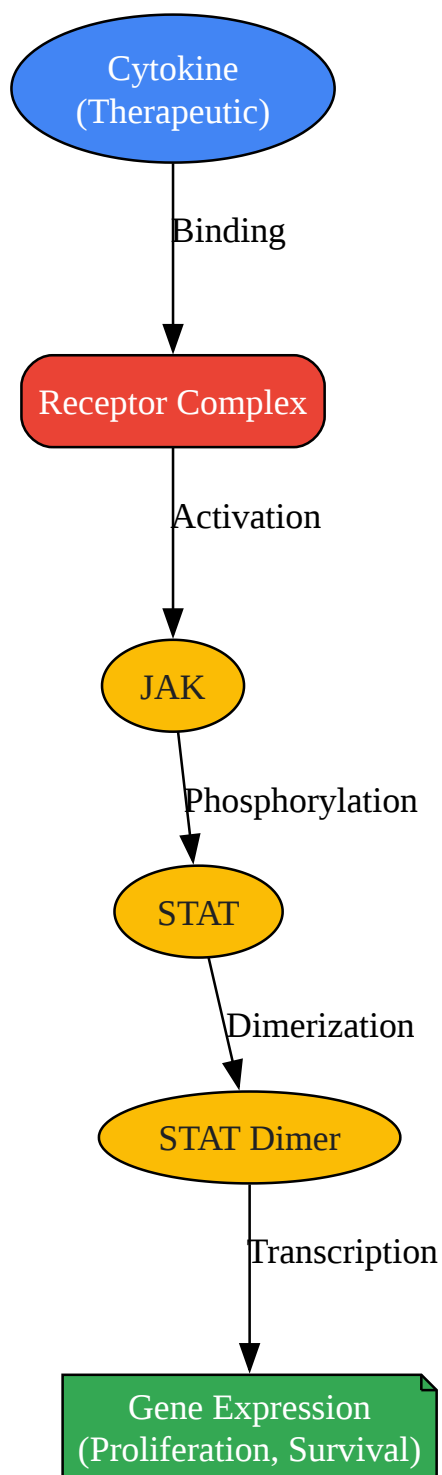 Cytokine
(Therapeutic)
Binding
Receptor Complex
Activation
JAK
Phosphorylation
STAT
Dimerization
STAT Dimer
Transcription
Gene Expression
(Proliferation, Survival)